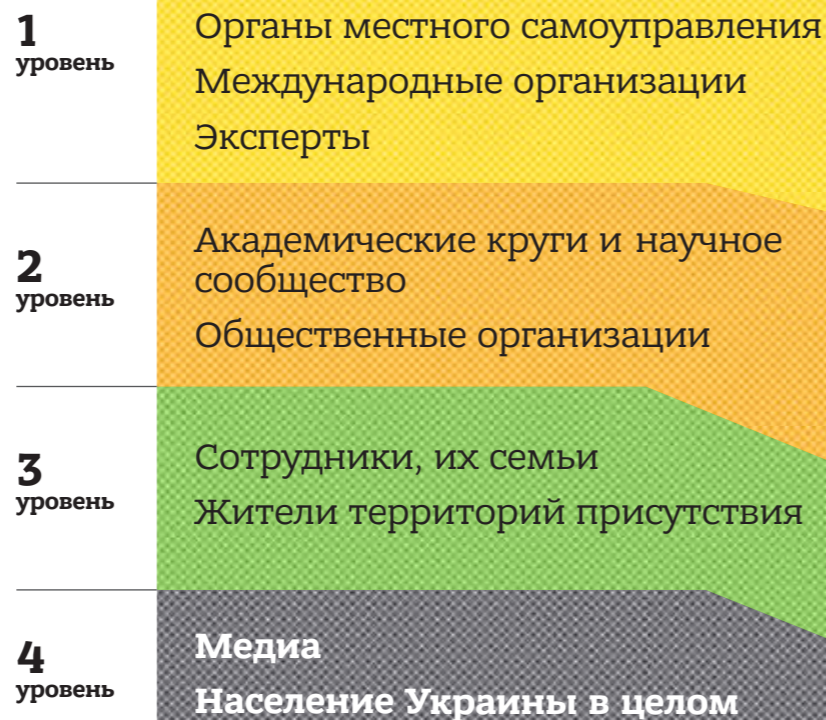 1
уровень
Органы местного самоуправления
Международные организации
Эксперты
2
уровень
Академические круги и научное
сообщество
Общественные организации
3
уровень
Сотрудники, их семьи
Жители территорий присутствия
4
уровень
Медиа
Население Украины в целом